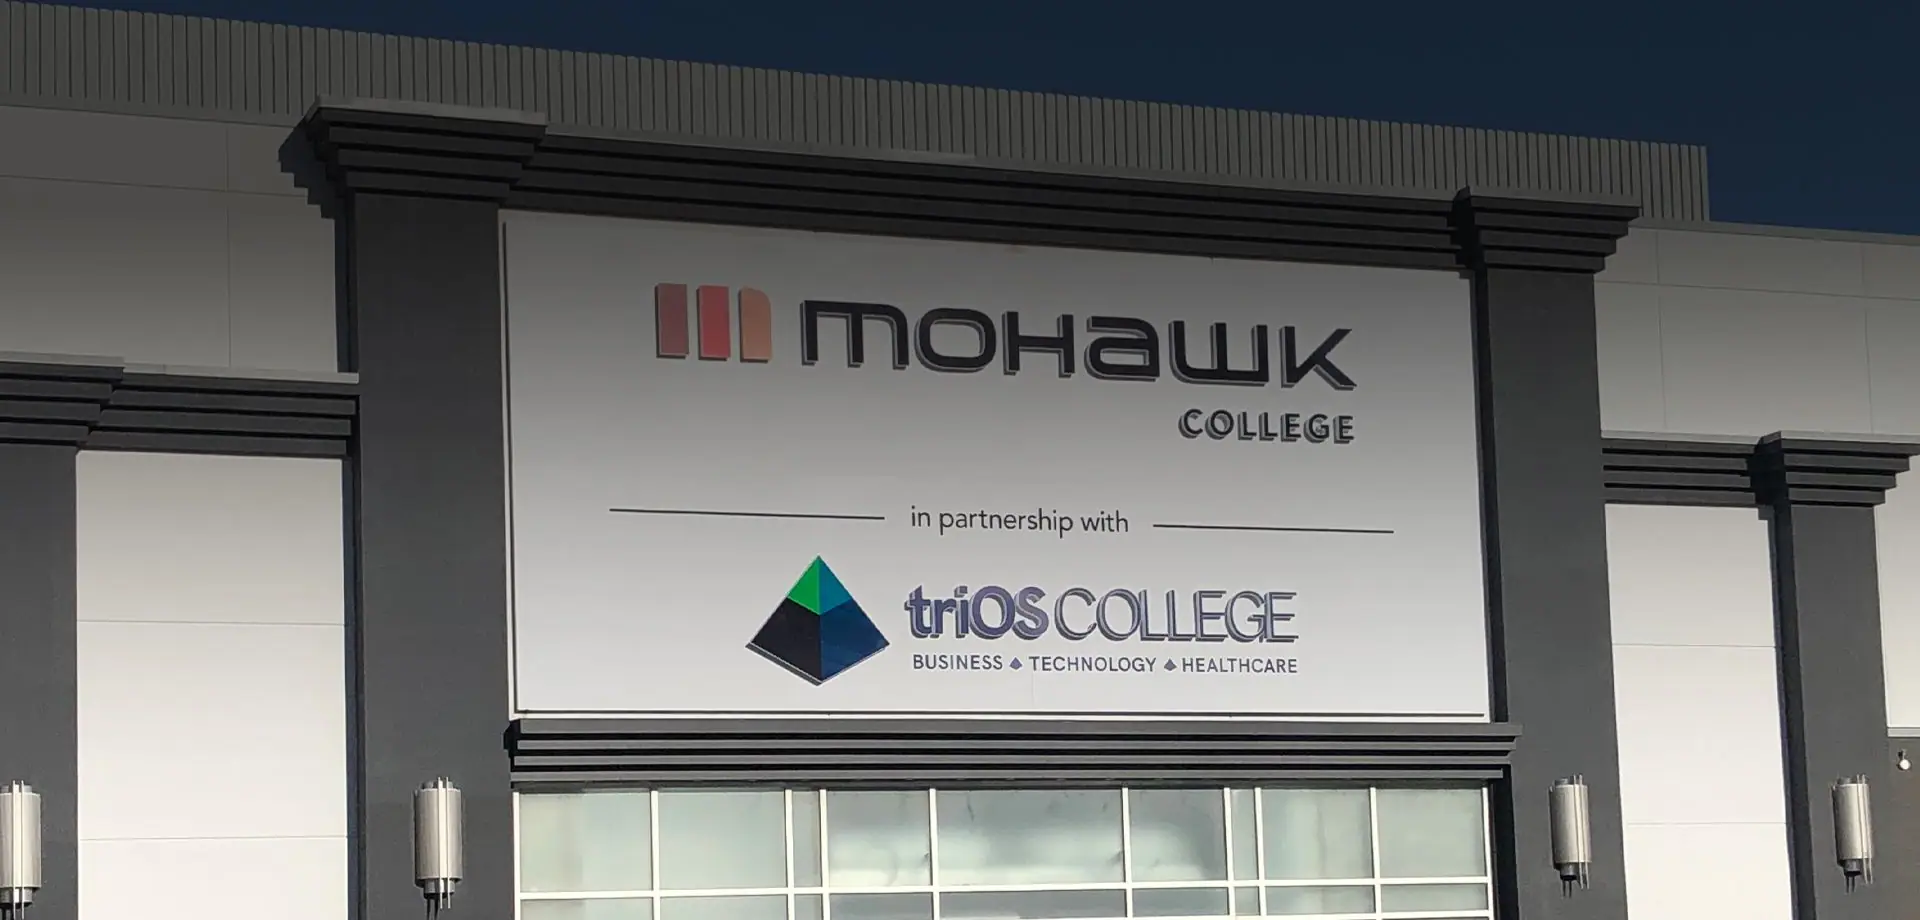 mOHaWK
COLLEGE
in partnership with
triOS COLLEGE
BUSINESS TECHNOLOGY HEALTHCARE